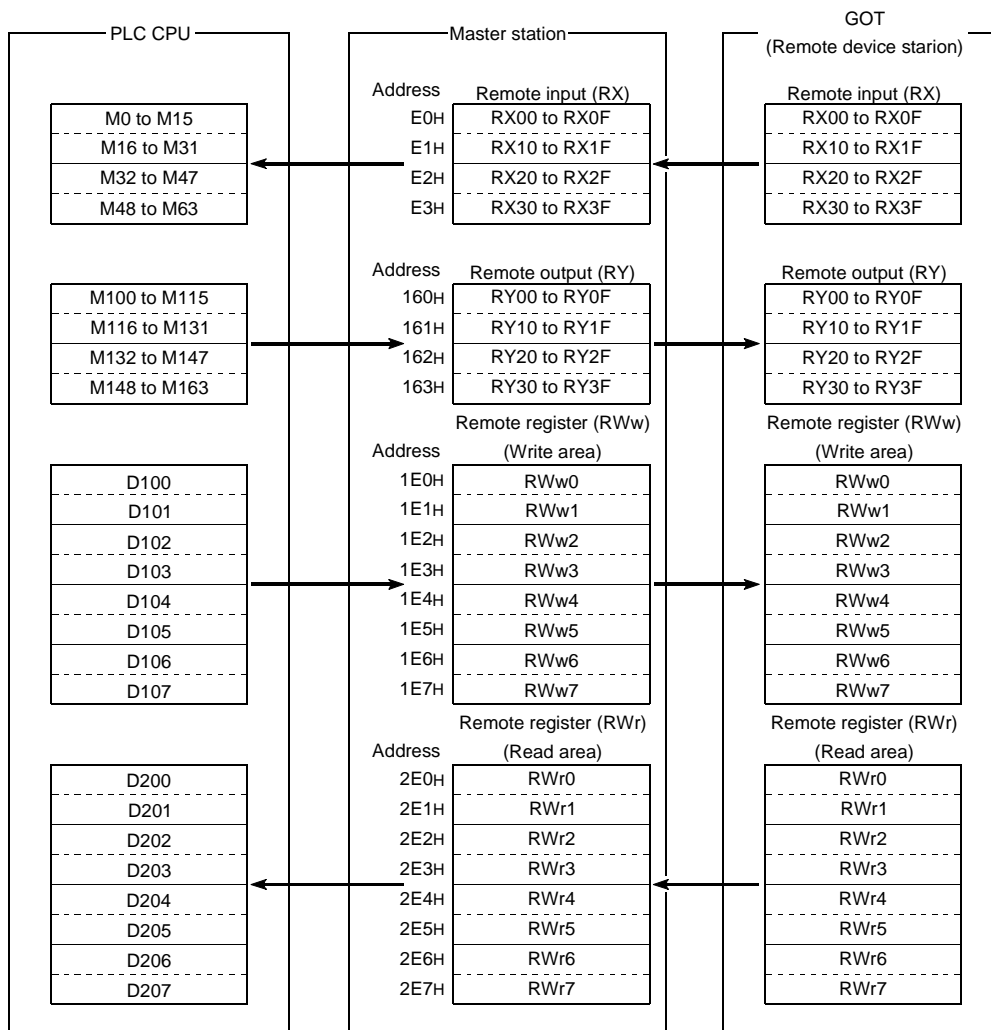 PLC CPU
Master station
GOT
(Remote device starion)
Address
Remote input (RX)
Remote input (RX)
M0 to M15
E0H
RX00 to RX0F
RX00 to RX0F
M16 to M31
E1H
RX10 to RX1F
RX10 to RX1F
M32 to M47
E2H
RX20 to RX2F
RX20 to RX2F
M48 to M63
E3H
RX30 to RX3F
RX30 to RX3F
Address
Remote output (RY)
Remote output (RY)
M100 to M115
160H
RY00 to RY0F
RY00 to RY0F
M116 to M131
161H
RY10 to RY1F
RY10 to RY1F
M132 to M147
162H
RY20 to RY2F
RY20 to RY2F
M148 to M163
163H
RY30 to RY3F
RY30 to RY3F
Remote register (RWw)
Remote register (RWw)
Address
(Write area)
(Write area)
D100
1E0H
RWw0
RWw0
D101
1E1H
RWw1
RWw1
D102
1E2H
RWw2
RWw2
D103
1E3H
RWw3
RWw3
D104
1E4H
RWw4
RWw4
D105
1E5H
RWw5
RWw5
D106
1E6H
RWw6
RWw6
D107
1E7H
RWw7
RWw7
Remote register (RWr)
Remote register (RWr)
Address
(Read area)
(Read area)
D200
2E0H
RWr0
RWr0
D201
2E1H
RWr1
RWr1
D202
2E2H
RWr2
RWr2
D203
2E3H
RWr3
RWr3
D204
2E4H
RWr4
RWr4
D205
2E5H
RWr5
RWr5
D206
2E6H
RWr6
RWr6
D207
2E7H
RWr7
RWr7